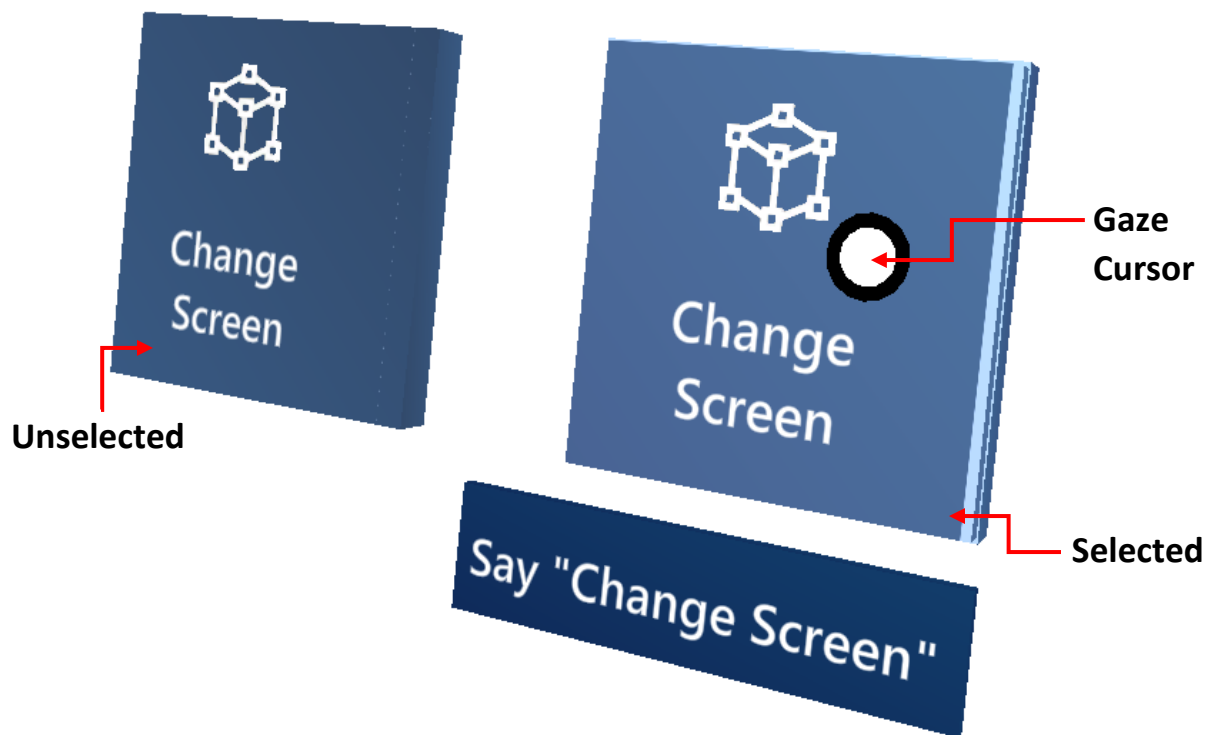 Change
Screen
Unselected
Change
Screen
Gaze
Cursor
Selected
Say "Change Screen"